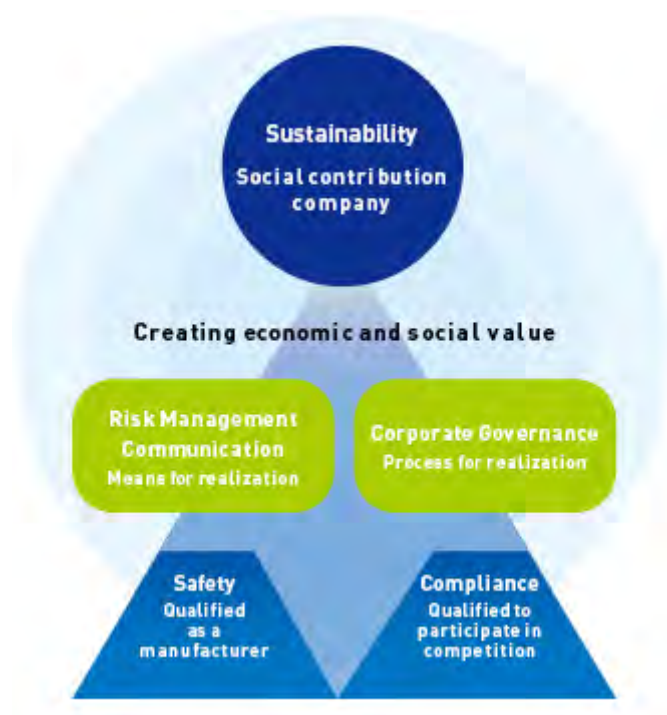 Sustainability
Social contribution
company
Creating economic and social value
Risk Management
Communication
Means for realization
Corporate Governance
Process for realization
Safety
Qualified
as a
manufacturer
Compliance
Qualified to
participate in
competition